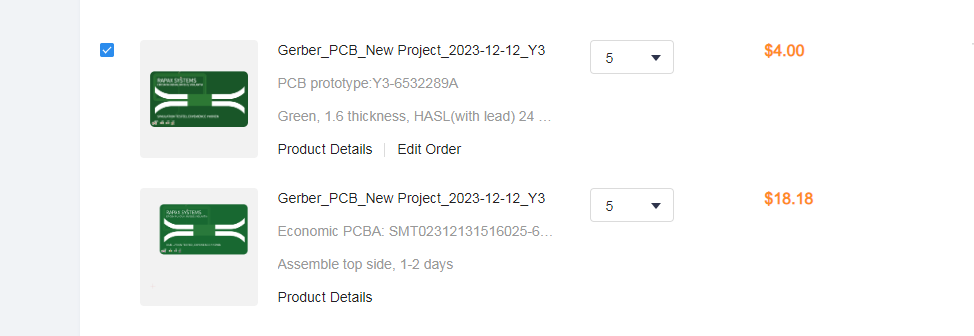 Gerber_PCB_New Project_2023-12-12_Y3
5
$4.00
PCB prototype:Y3-6532289A
RAPAX SYSTEMS
Green, 1.6 thickness, HASL(with lead) 24 ...
Product Details
Edit Order
Gerber_PCB_New Project_2023-12-12_Y3
5
$18.18
RAPAX SYSTEMS
Economic PCBA: SMT02312131516025-6...
Assemble top side, 1-2 days
Product Details